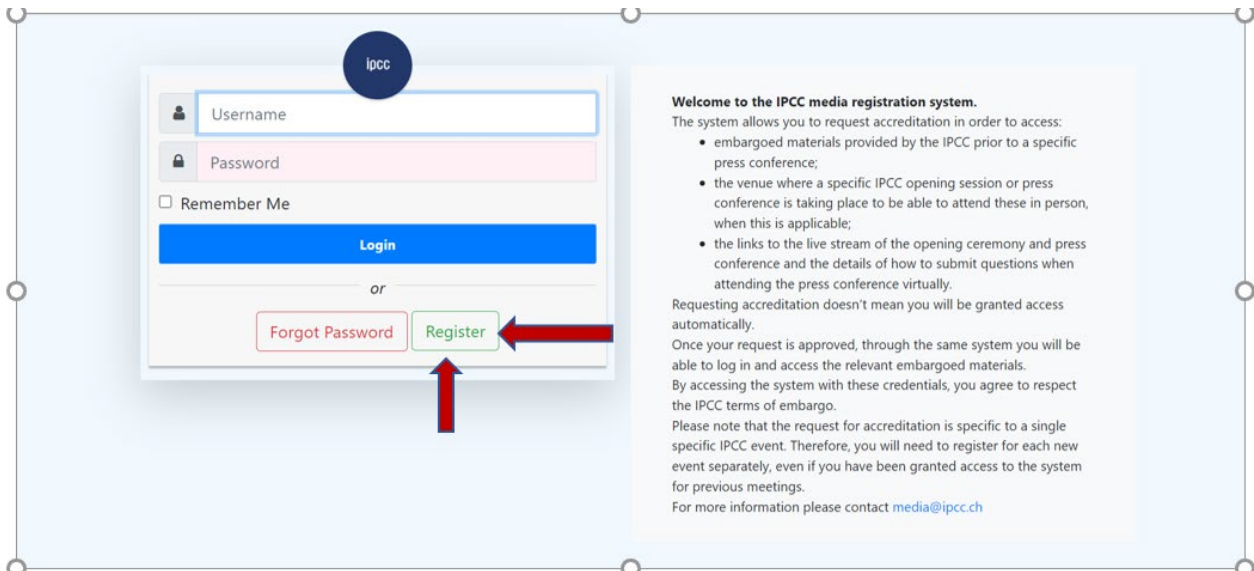 ipcc
Username
Password
Remember Me
Login
or
Forgot Password
Register
Welcome to the IPCC media registration system.
The system allows you to request accreditation in order to access:
• embargoed materials provided by the IPCC prior to a specific
press conference;
• the venue where a specific IPCC opening session or press
conference is taking place to be able to attend these in person,
when this is applicable;
• the links to the live stream of the opening ceremony and press
conference and the details of how to submit questions when
attending the press conference virtually.
Requesting accreditation doesn't mean you will be granted access
automatically.
Once your request is approved, through the same system you will be
able to log in and access the relevant embargoed materials.
By accessing the system with these credentials, you agree to respect
the IPCC terms of embargo.
Please note that the request for accreditation is specific to a single
specific IPCC event. Therefore, you will need to register for each new
event separately, even if you have been granted access to the system
for previous meetings.
For more information please contact media@ipcc.ch